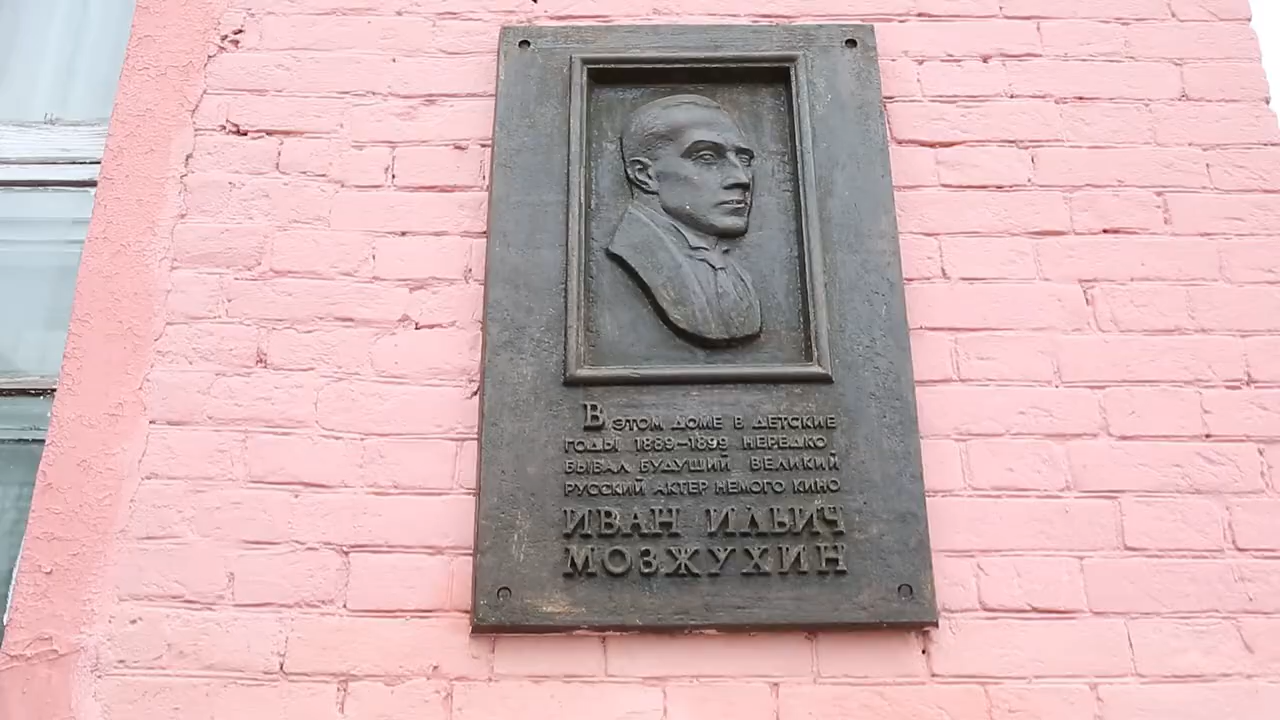 В ЭТОМ ДОМЕ В ДЕТСКИЕ
ГОДЫ 1889-1899 НЕРЕДКО
БЫВАЛ БУДУЩИЙ ВЕЛИКИЙ
РУССКИЙ АКТЕР НЕМОГО КИНО
ИВАН ИЛЬИЧ
МОЗЖУХИН